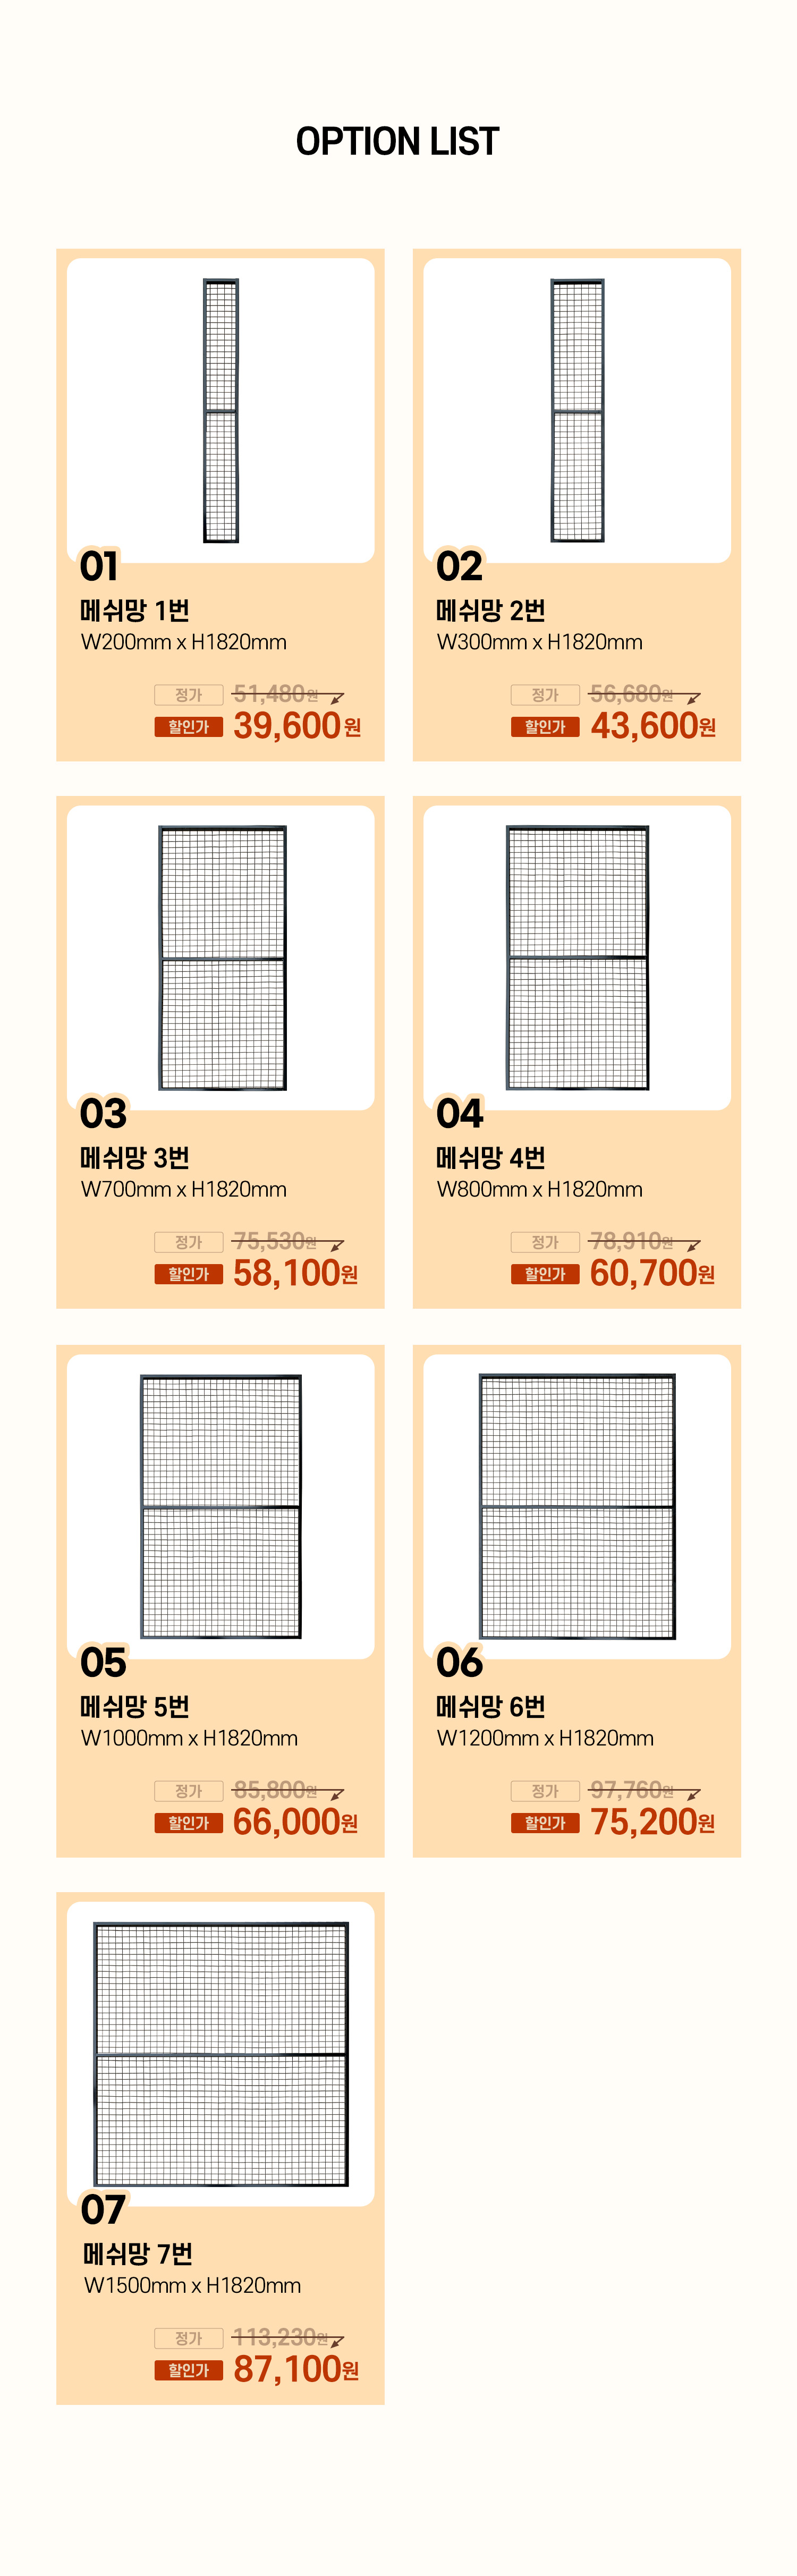 OPTION LIST
01
메쉬망 1번
W200mm x H1820mm
정가 51,480원
할인가 39,600원
02
메쉬망 2번
W300mm x H1820mm
정가 56,680원
할인가 43,600원
03
메쉬망 3번
W700mm x H1820mm
정가 75,530원
할인가 58,100원
04
메쉬망 4번
W800mm x H1820mm
정가 78,910원
할인가 60,700원
05
메쉬망 5번
W1000mm x H1820mm
정가 85,800원
할인가 66,000원
06
메쉬망 6번
W1200mm x H1820mm
정가 97,760원
할인가 75,200원
07
메쉬망 7번
W1500mm x H1820mm
정가 113,230원
할인가 87,100원